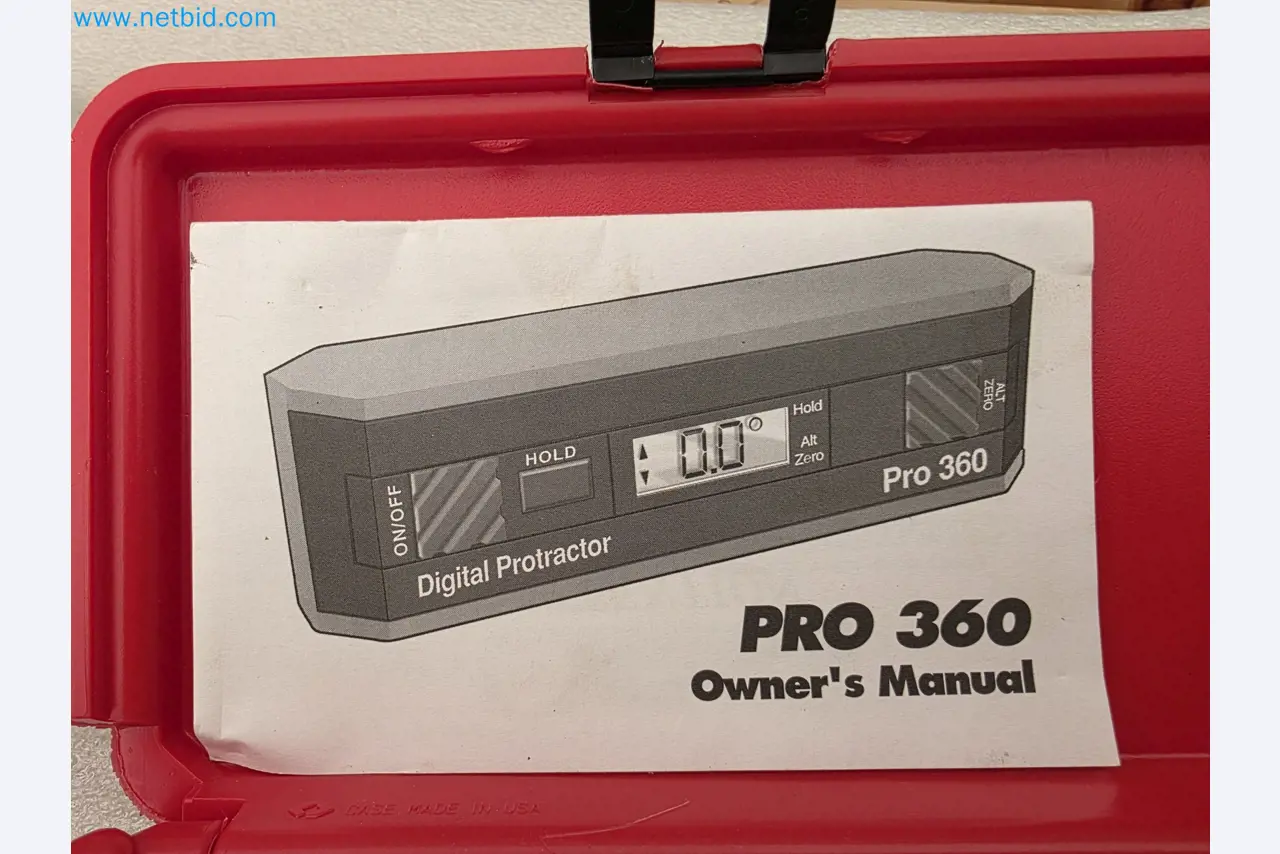 www.netbid.com
Hold
Alt
Zero
ALT
ZERO
HOLD
0.0°
ON/OFF
Pro 360
Digital Protractor
PRO 360
Owner's Manual
CASE MADE IN USA